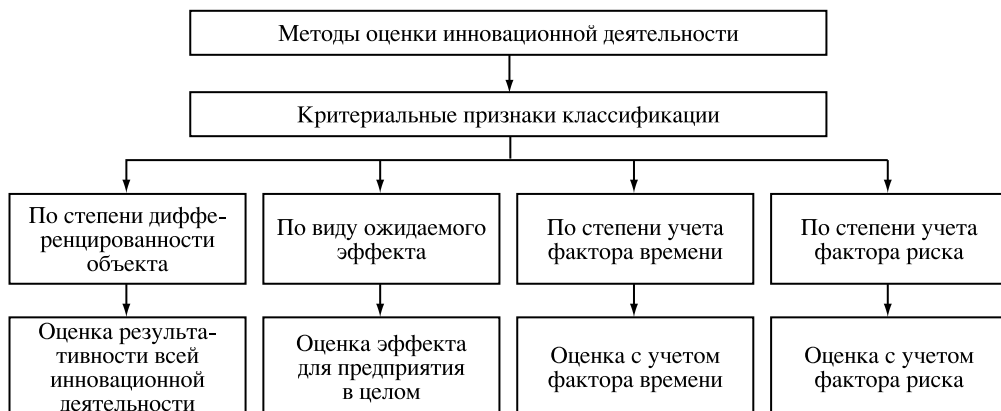 Методы оценки инновационной деятельности
Критериальные признаки классификации
По степени диффе-
ренцированности
объекта
По виду ожидаемого
эффекта
По степени учета
фактора времени
По степени учета
фактора риска
Оценка результа-
тивности всей
инновационной
деятельности
Оценка эффекта
для предприятия
в целом
Оценка с учетом
фактора времени
Оценка с учетом
фактора риска